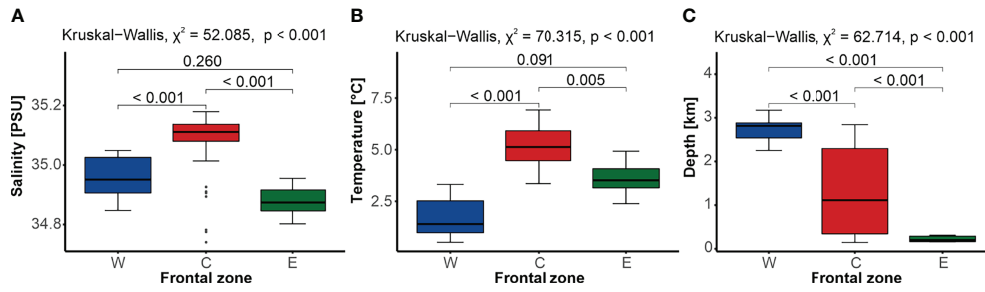 A
Kruskal−Wallis, χ² = 52.085, p < 0.001
0.260
< 0.001
< 0.001
35.2
35.0
34.8
Salinity [PSU]
W
C
E
Frontal zone
B
Kruskal−Wallis, χ² = 70.315, p < 0.001
0.091
0.005
< 0.001
7.5
5.0
2.5
Temperature [°C]
W
C
E
Frontal zone
C
Kruskal−Wallis, χ² = 62.714, p < 0.001
< 0.001
< 0.001
< 0.001
4
3
2
1
0
Depth [km]
W
C
E
Frontal zone